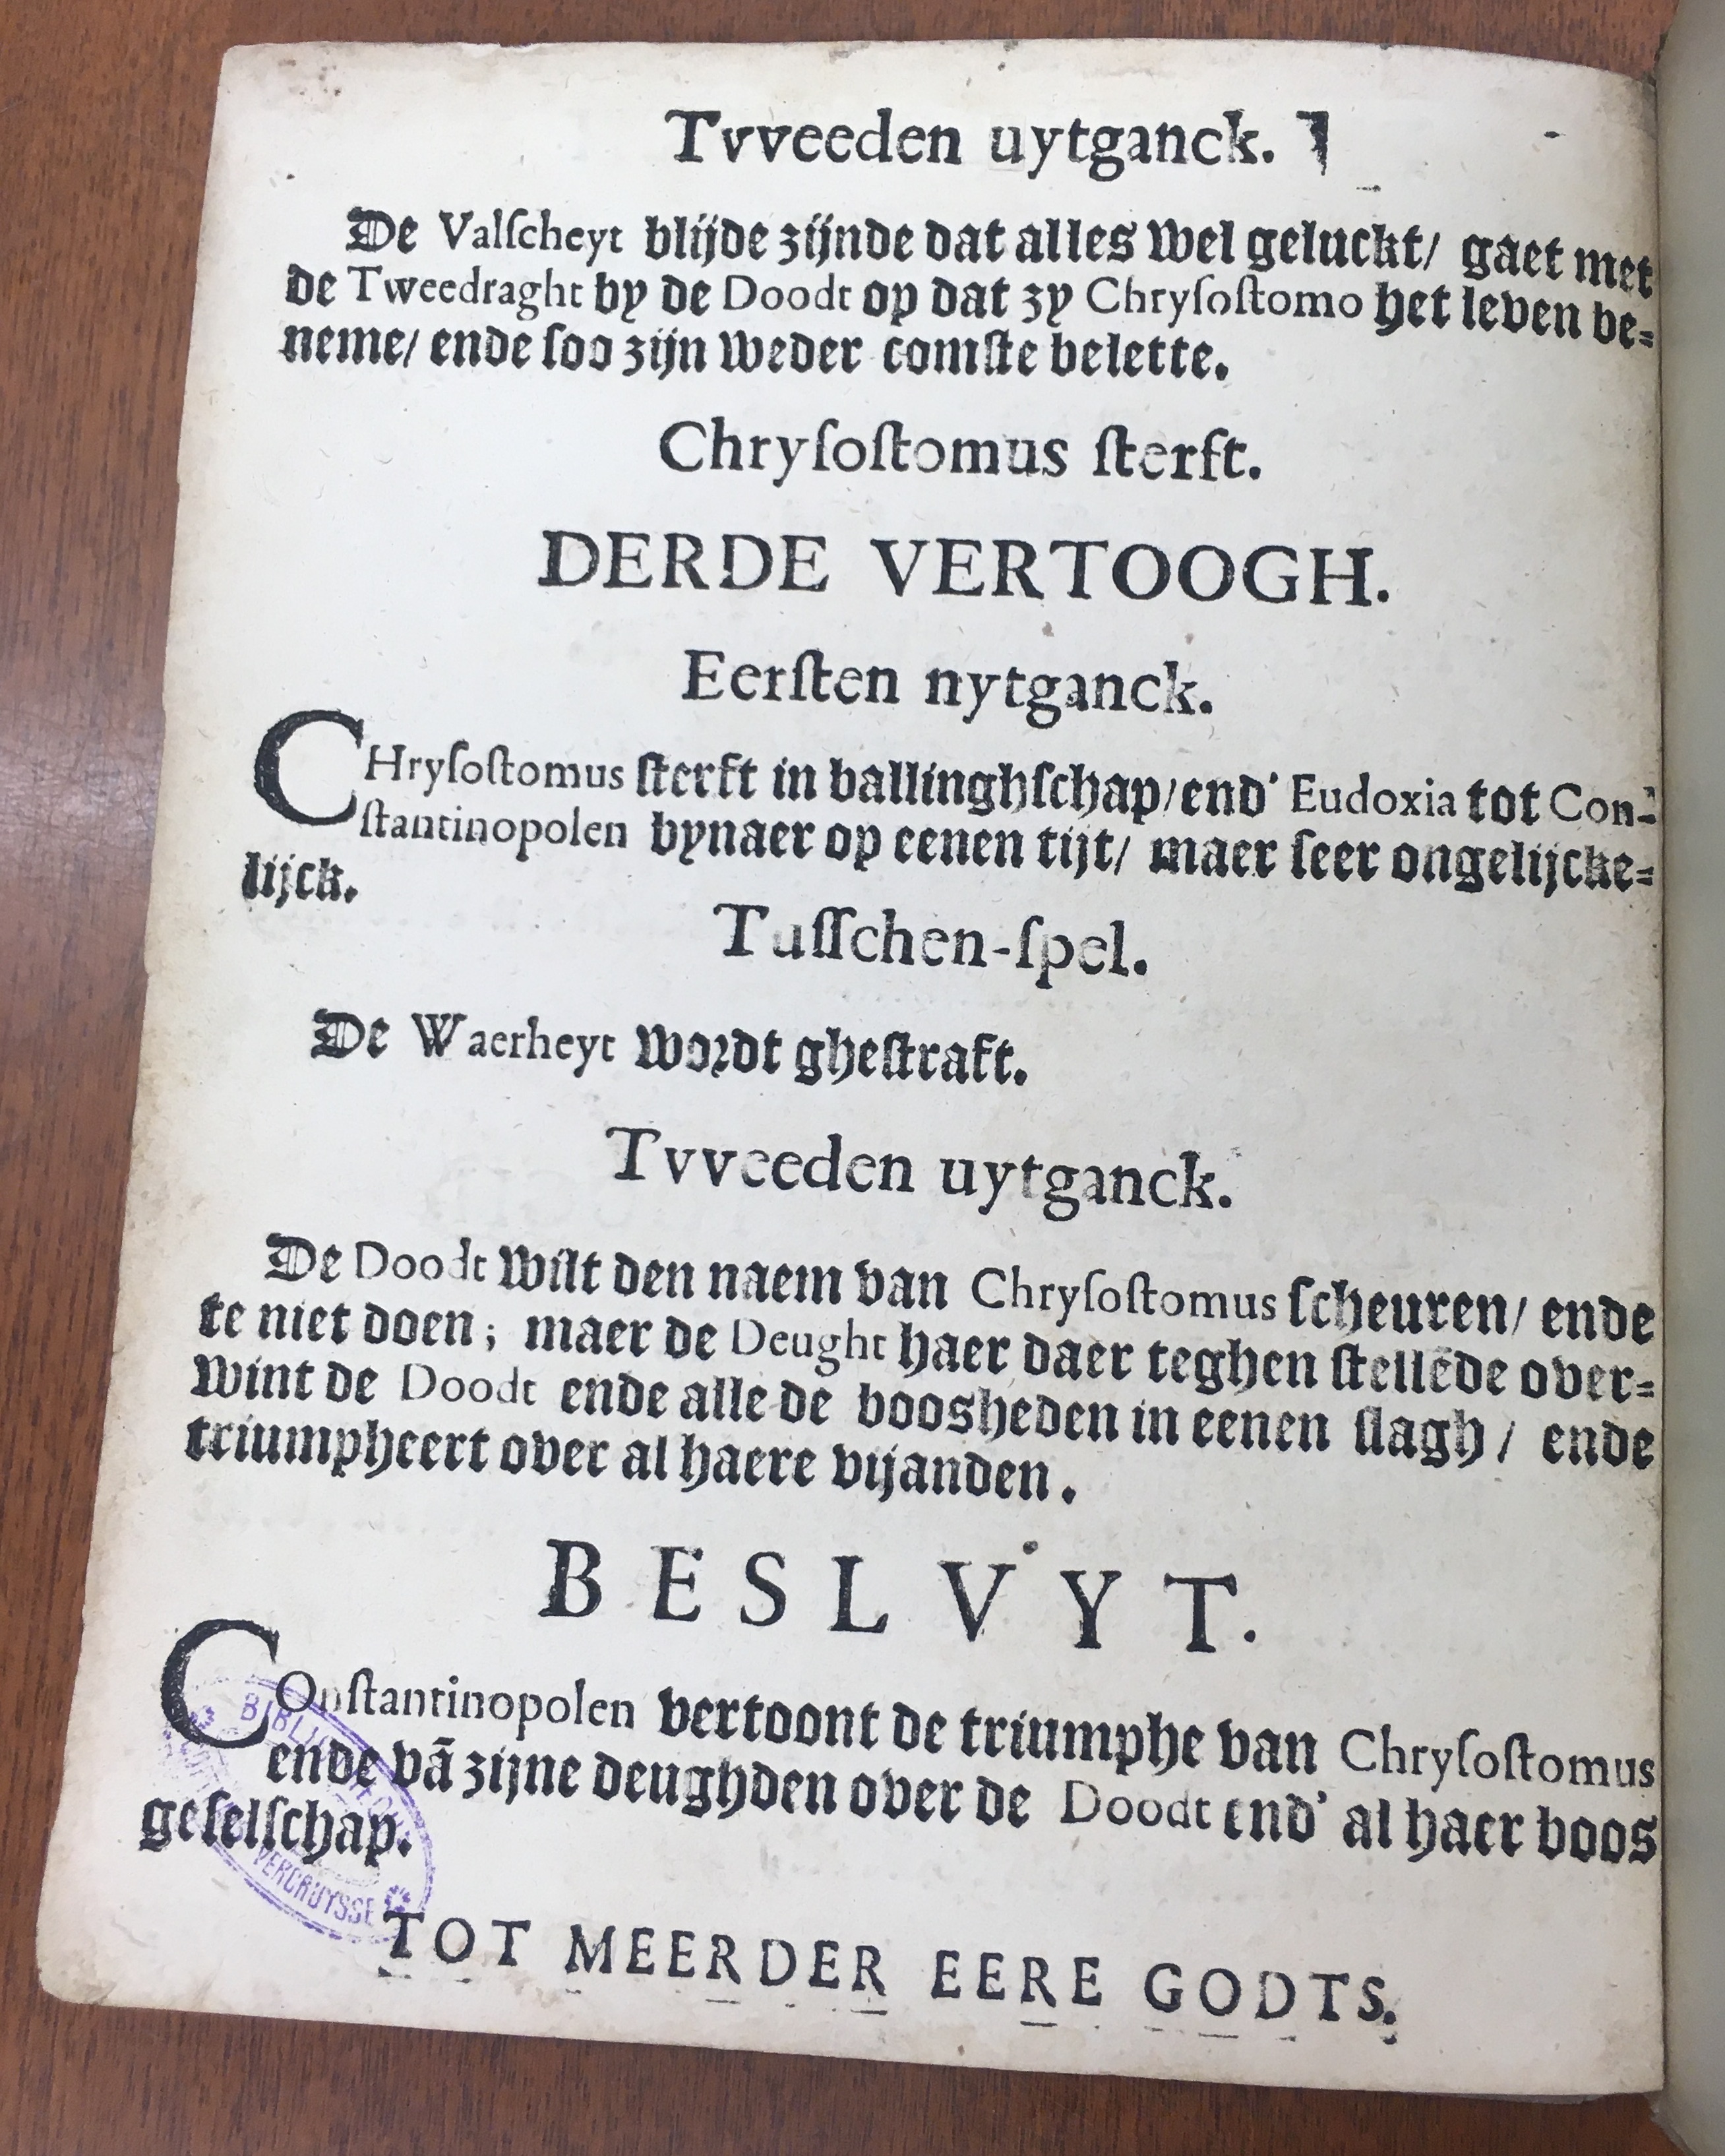 Tvveeden uytganck.
De Valſcheyt blijde zijnde dat alles wel geluckt/ gaet met
de Tweedraght by de Doodt op dat zy Chryſoſtomo het leven be-
neme/ ende ſoo zijn weder comſte belette.
Chryſoſtomus ſterft.
DERDE VERTOOGH.
Eerſten nytganck.
CHryſoſtomus ſterft in ballinghſchap/end' Eudoxia tot Con-
ſtantinopolen bynaer op eenen tijt/ maer ſeer ongelijcke-
lijck.
Tuſſchen-ſpel.
De Waerheyt wordt gheſtraft.
Tvveeden uytganck.
De Doodt wilt den naem van Chryſoſtomus ſcheuren/ ende
te niet doen; maer de Deught haer daer teghen ſtellēde over-
wint de Doodt ende alle de boosheden in eenen ſlagh/ ende
triumpheert over al haere vijanden.
BESLVYT.
COnſtantinopolen vertoont de triumphe van Chryſoſtomus
ende vā zijne deughden over de Doodt end' al haer boos
geſelſchap.
VERCRUYSSE
TOT MEERDER EERE GODTS.